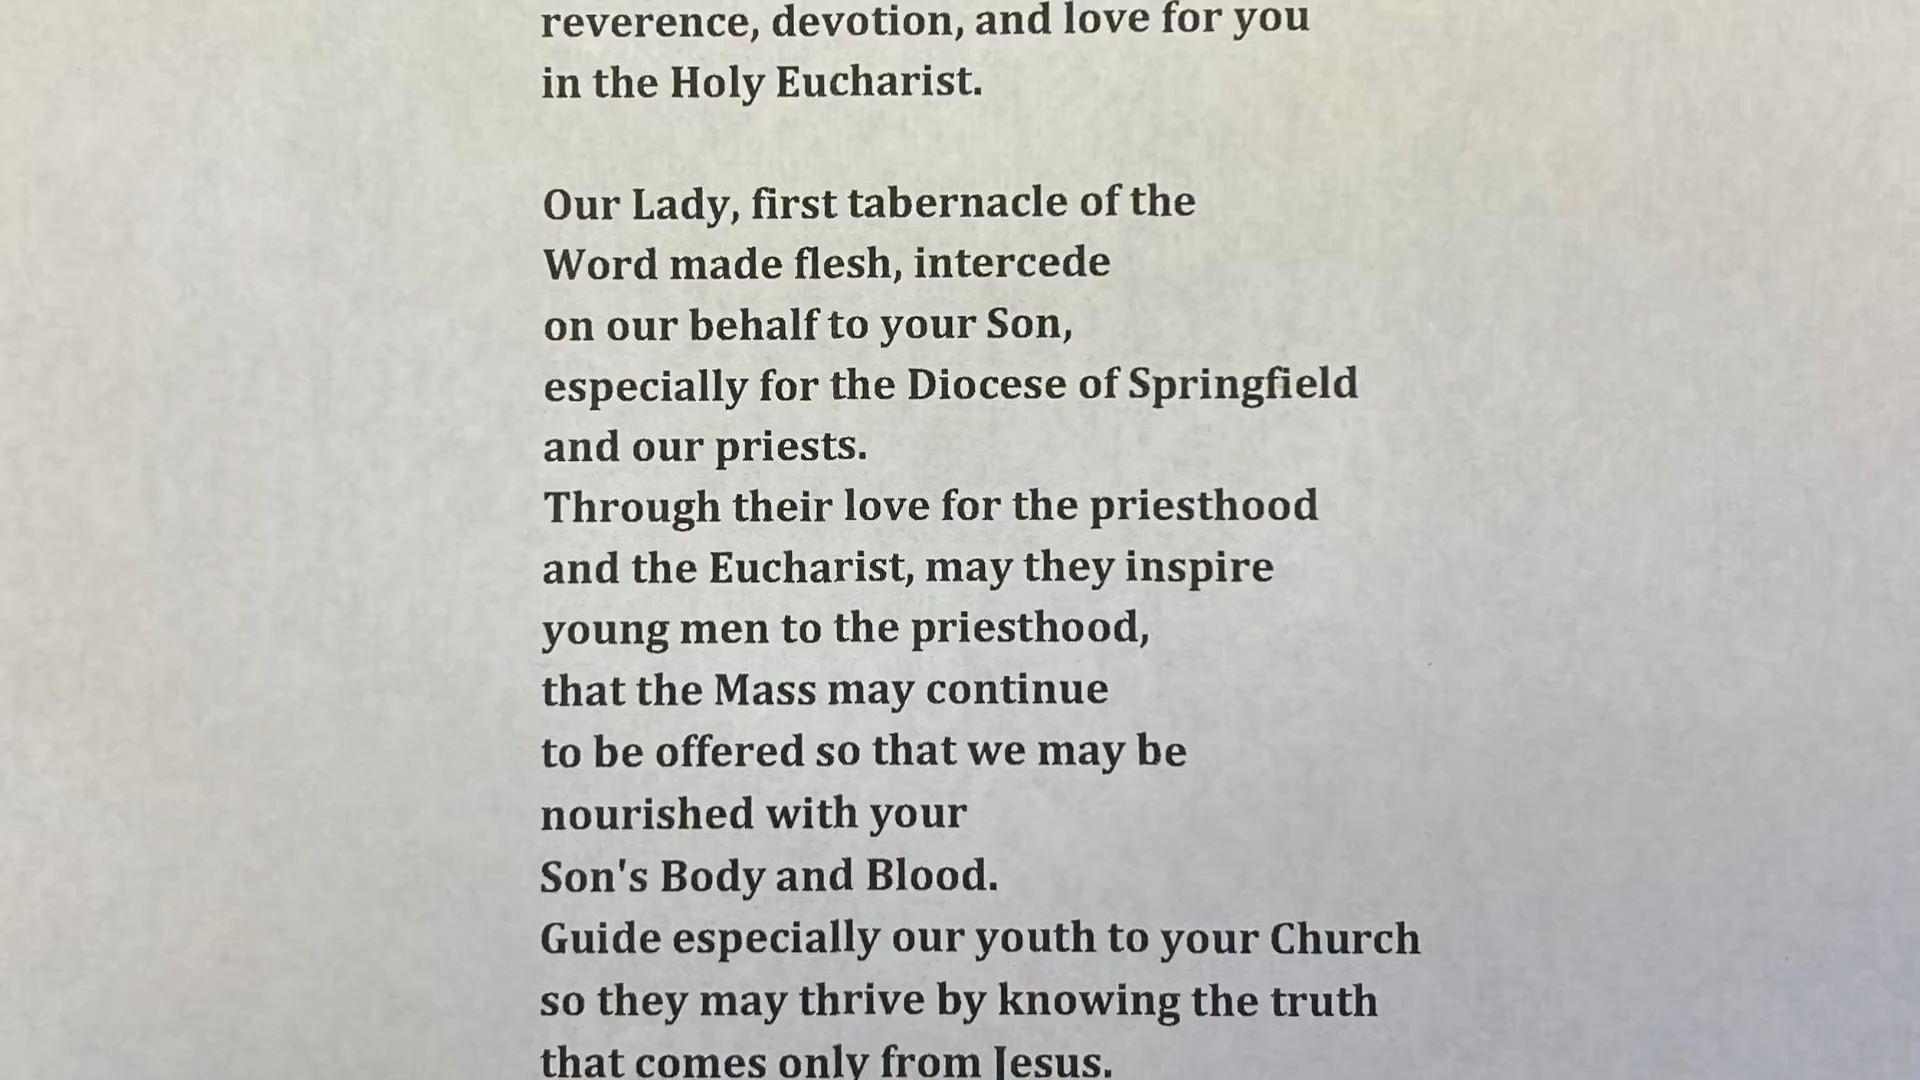 reverence, devotion, and love for you
in the Holy Eucharist.
Our Lady, first tabernacle of the
Word made flesh, intercede
on our behalf to your Son,
especially for the Diocese of Springfield
and our priests.
Through their love for the priesthood
and the Eucharist, may they inspire
young men to the priesthood,
that the Mass may continue
to be offered so that we may be
nourished with your
Son's Body and Blood.
Guide especially our youth to your Church
so they may thrive by knowing the truth
that comes only from Jesus.